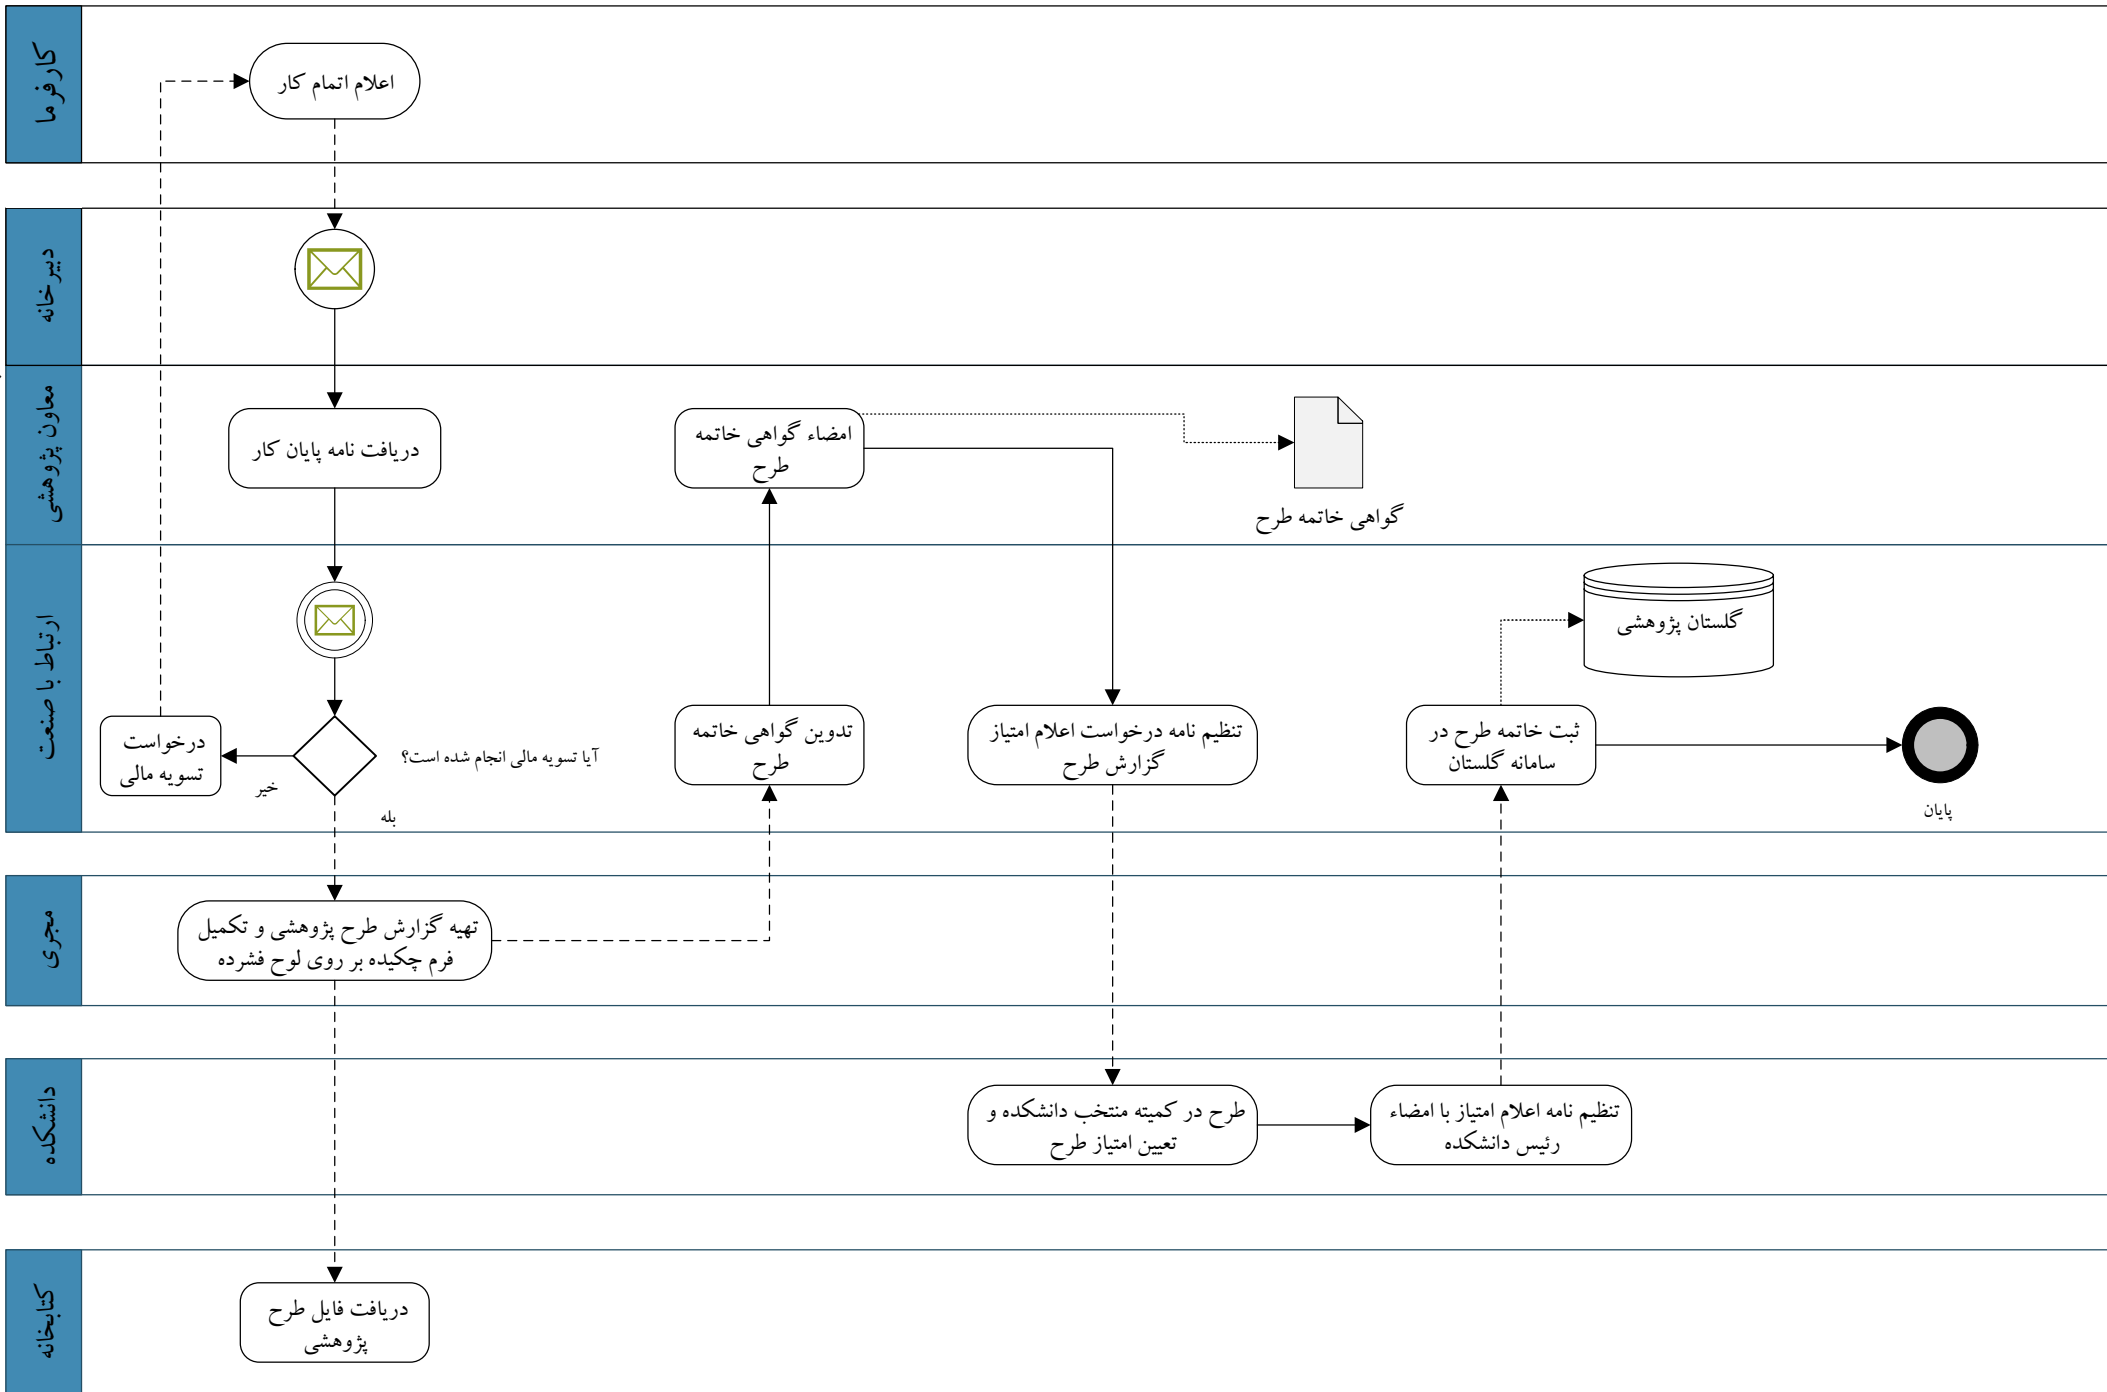 کارفرما
اعلام اتمام کار
دبیرخانه
معاون پژوهشی
دریافت نامه پایان کار
امضاء گواهی خاتمه
طرح
گواهی خاتمه طرح
ارتباط با صنعت
درخواست
تسویه مالی
خیر
آیا تسویه مالی انجام شده است؟
بله
تدوین گواهی خاتمه
طرح
تنظیم نامه درخواست اعلام امتیاز
گزارش طرح
ثبت خاتمه طرح در
سامانه گلستان
گلستان پژوهشی
پایان
مجری
تهیه گزارش طرح پژوهشی و تکمیل
فرم چکیده بر روی لوح فشرده
دانشکده
طرح در کمیته منتخب دانشکده و
تعیین امتیاز طرح
تنظیم نامه اعلام امتیاز با امضاء
رئیس دانشکده
کتابخانه
دریافت فایل طرح
پژوهشی